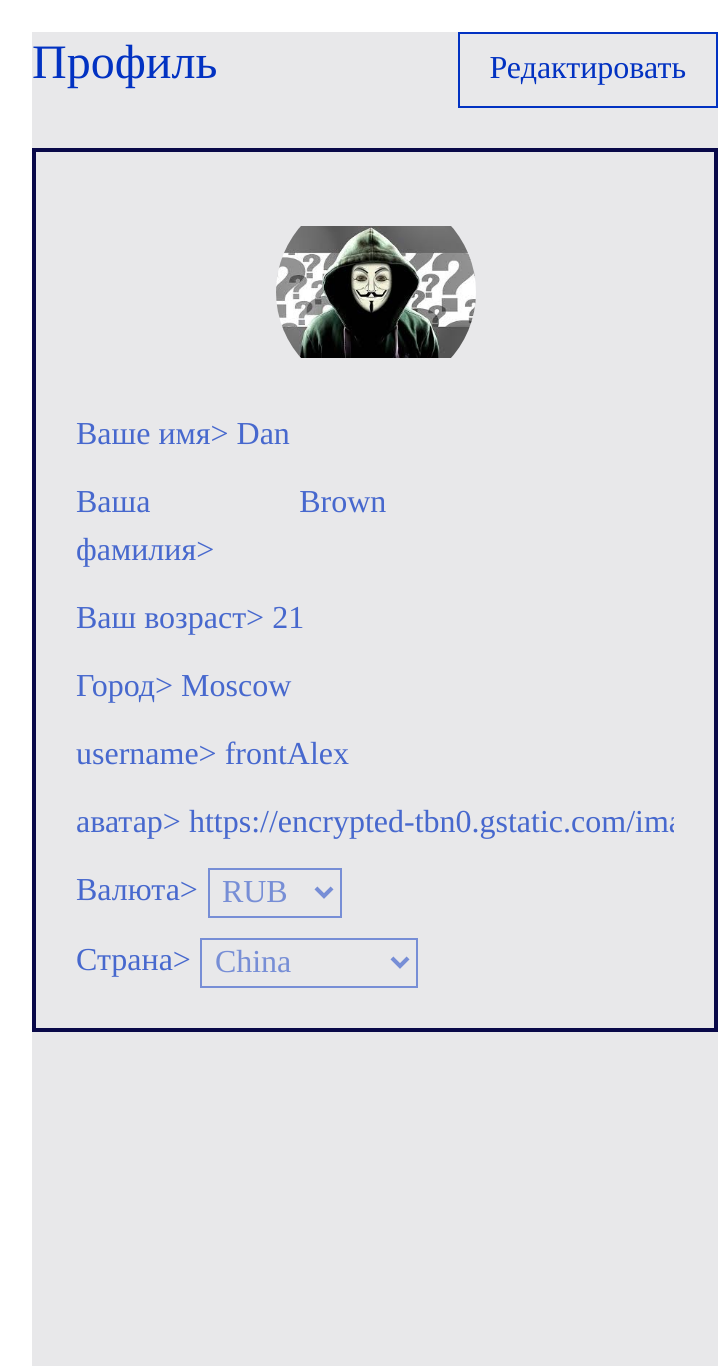 Профиль
Редактировать
Ваше имя> Dan
Ваша Brown
фамилия>
Ваш возраст> 21
Город> Moscow
username> frontAlex
аватар> https://encrypted-tbn0.gstatic.com/ima
Валюта> RUB
Страна> China